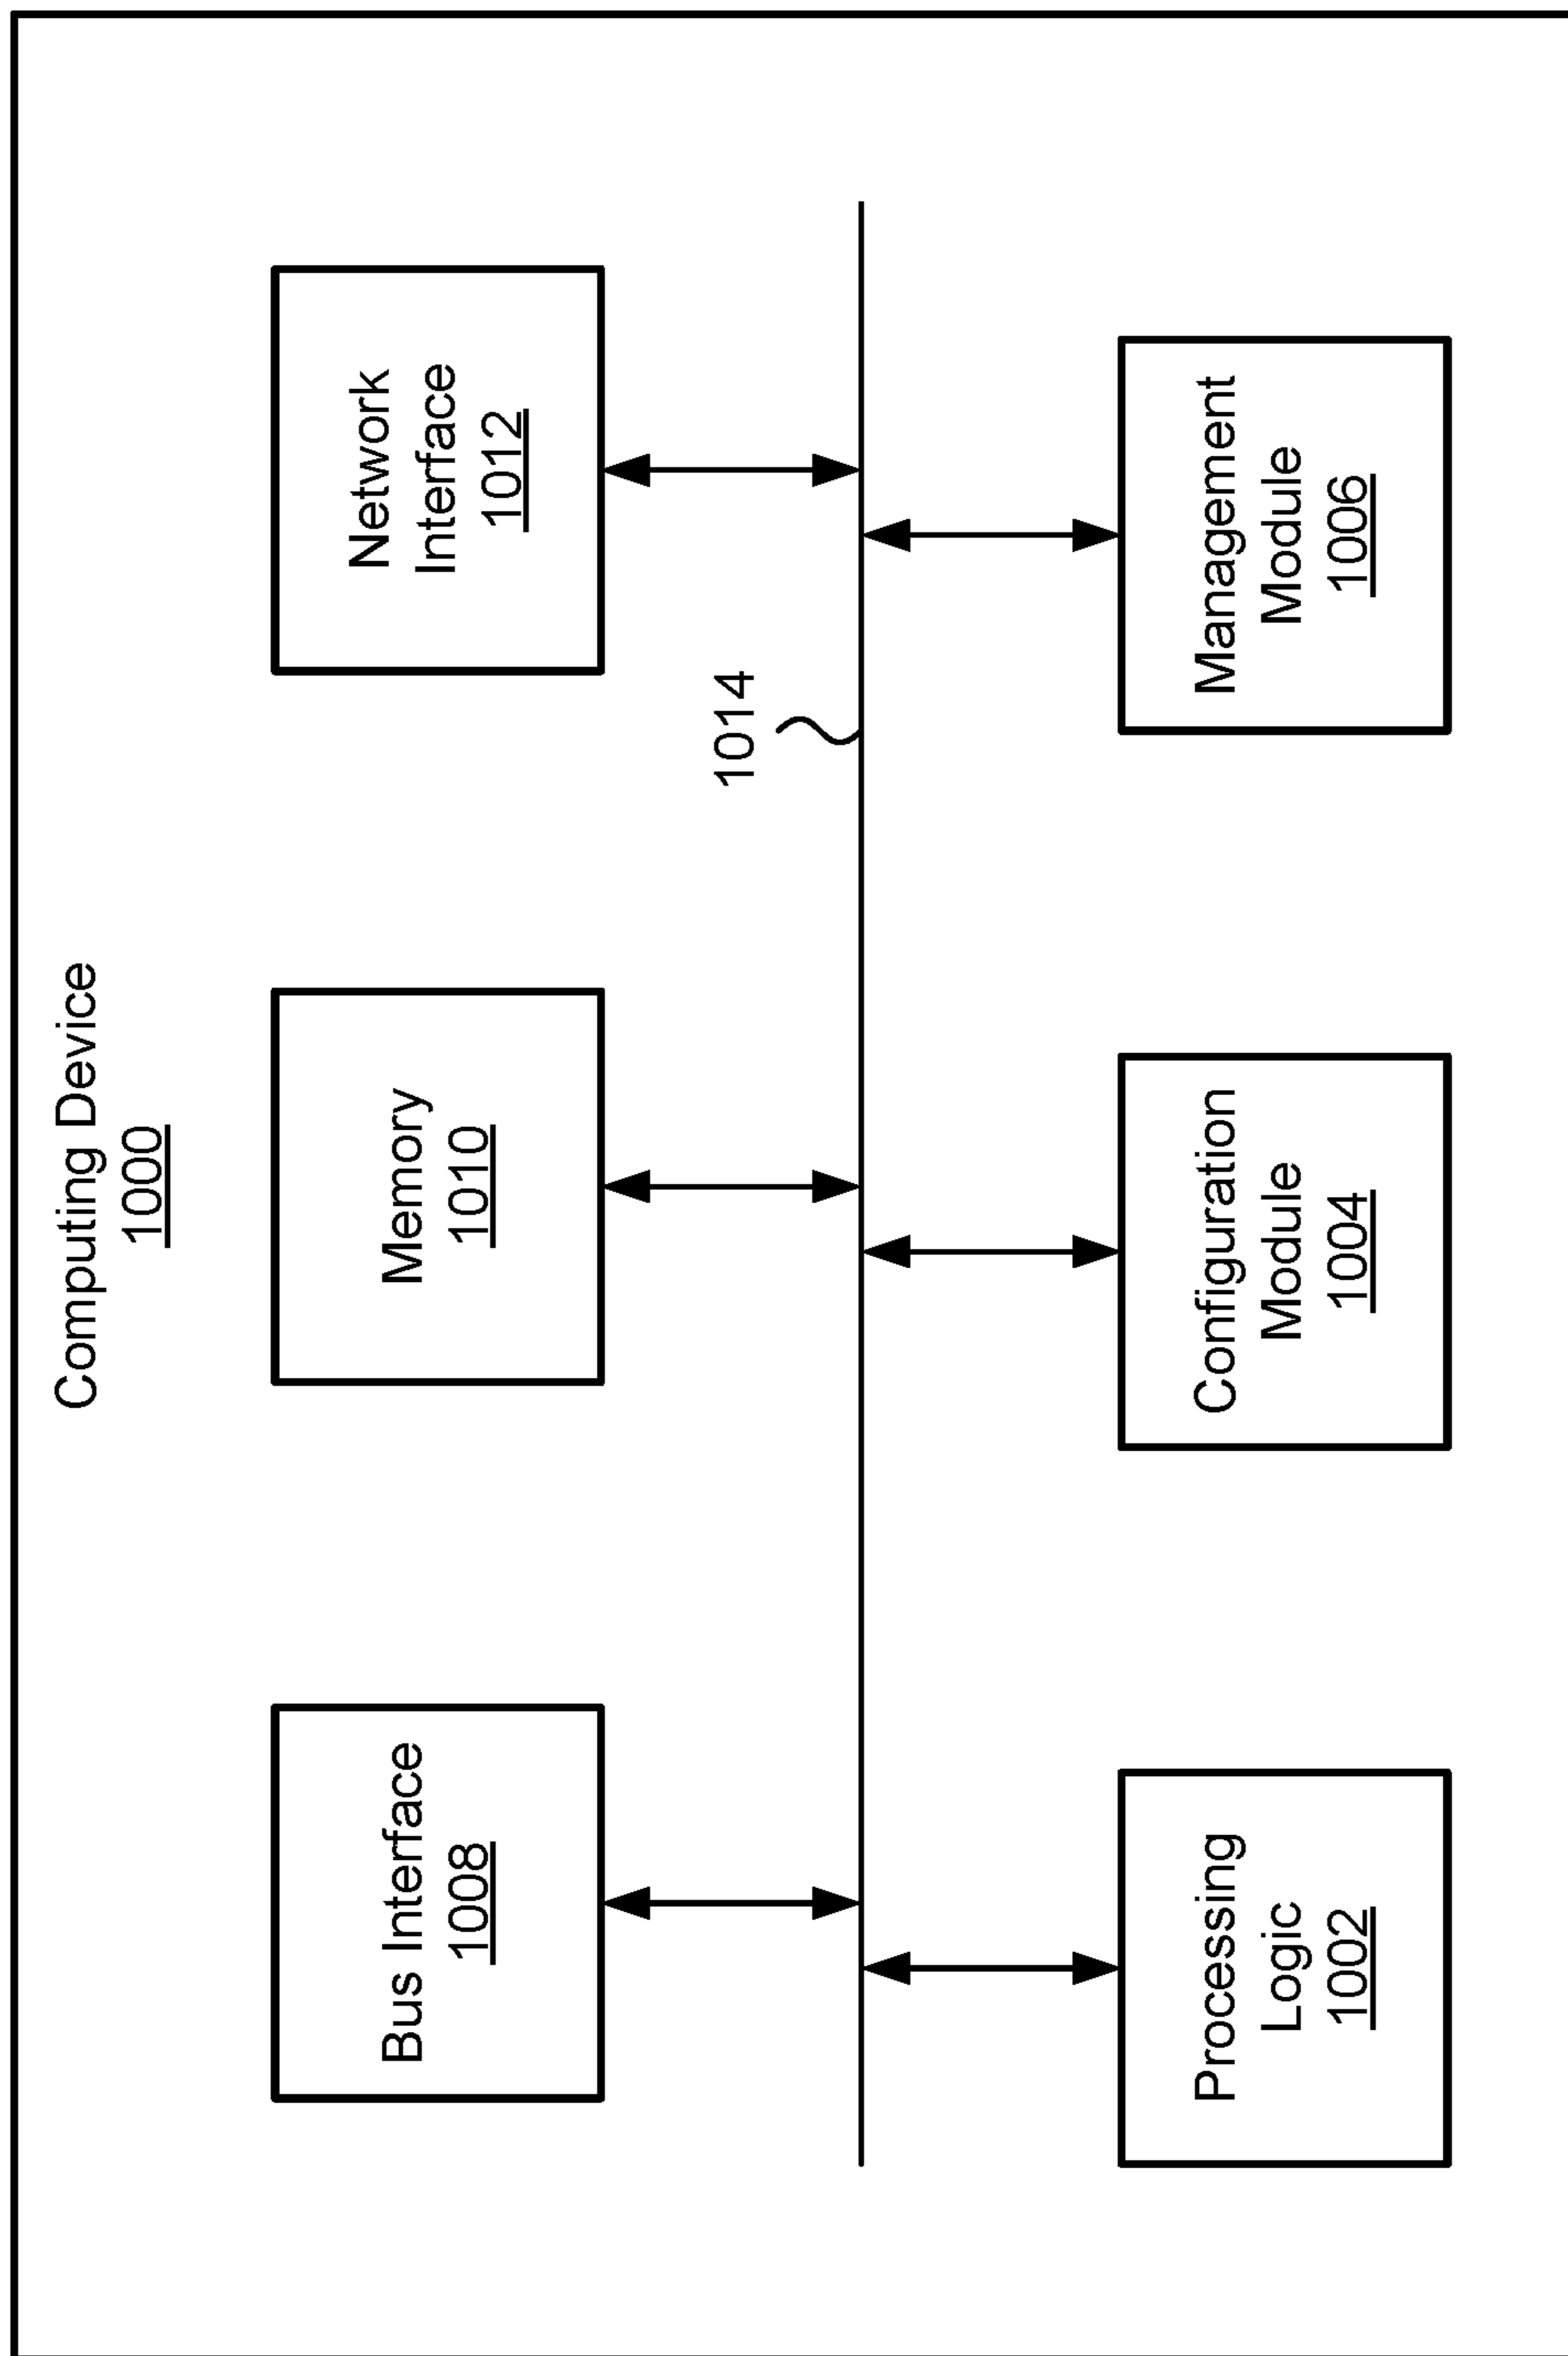 Computing Device
1000
Bus Interface
1008
Memory
1010
Network
Interface
1012
1014
Processing
Logic
1002
Configuration
Module
1004
Management
Module
1006